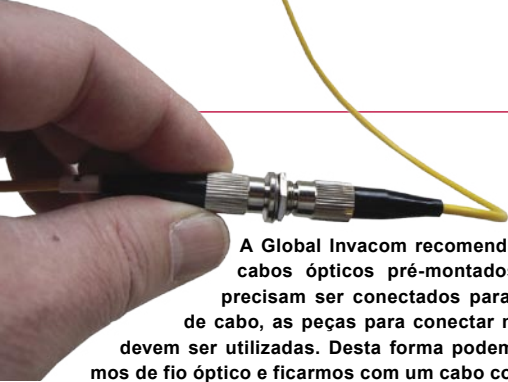 A Global Invacom recomend
cabos ópticos pré-montados
precisam ser conectados para
de cabo, as peças para conectar
devem ser utilizadas. Desta forma podem
mos de fio óptico e ficarmos com um cabo co